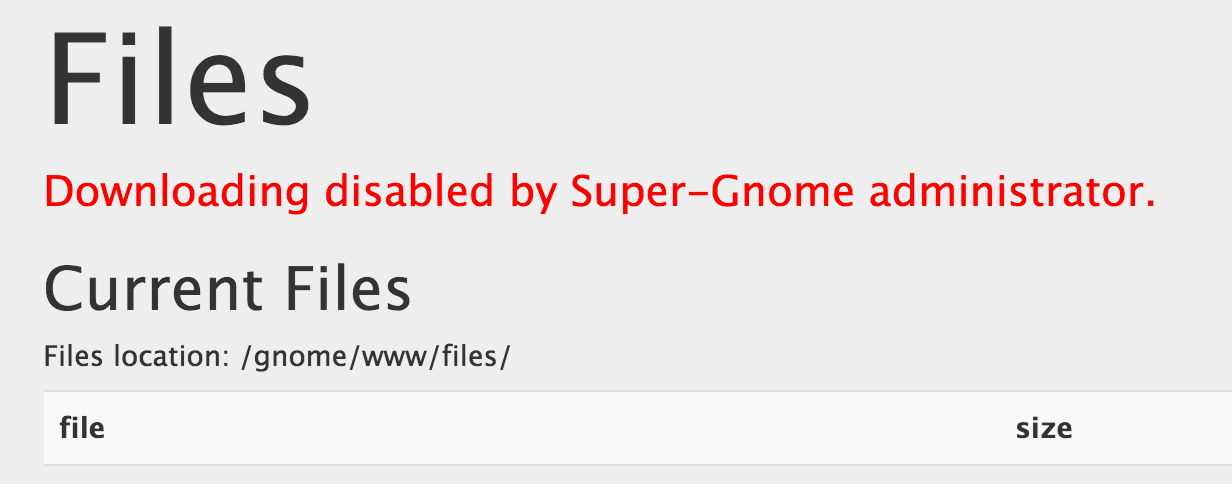 Files
Downloading disabled by Super-Gnome administrator.
Current Files
Files location: /gnome/www/files/
file size